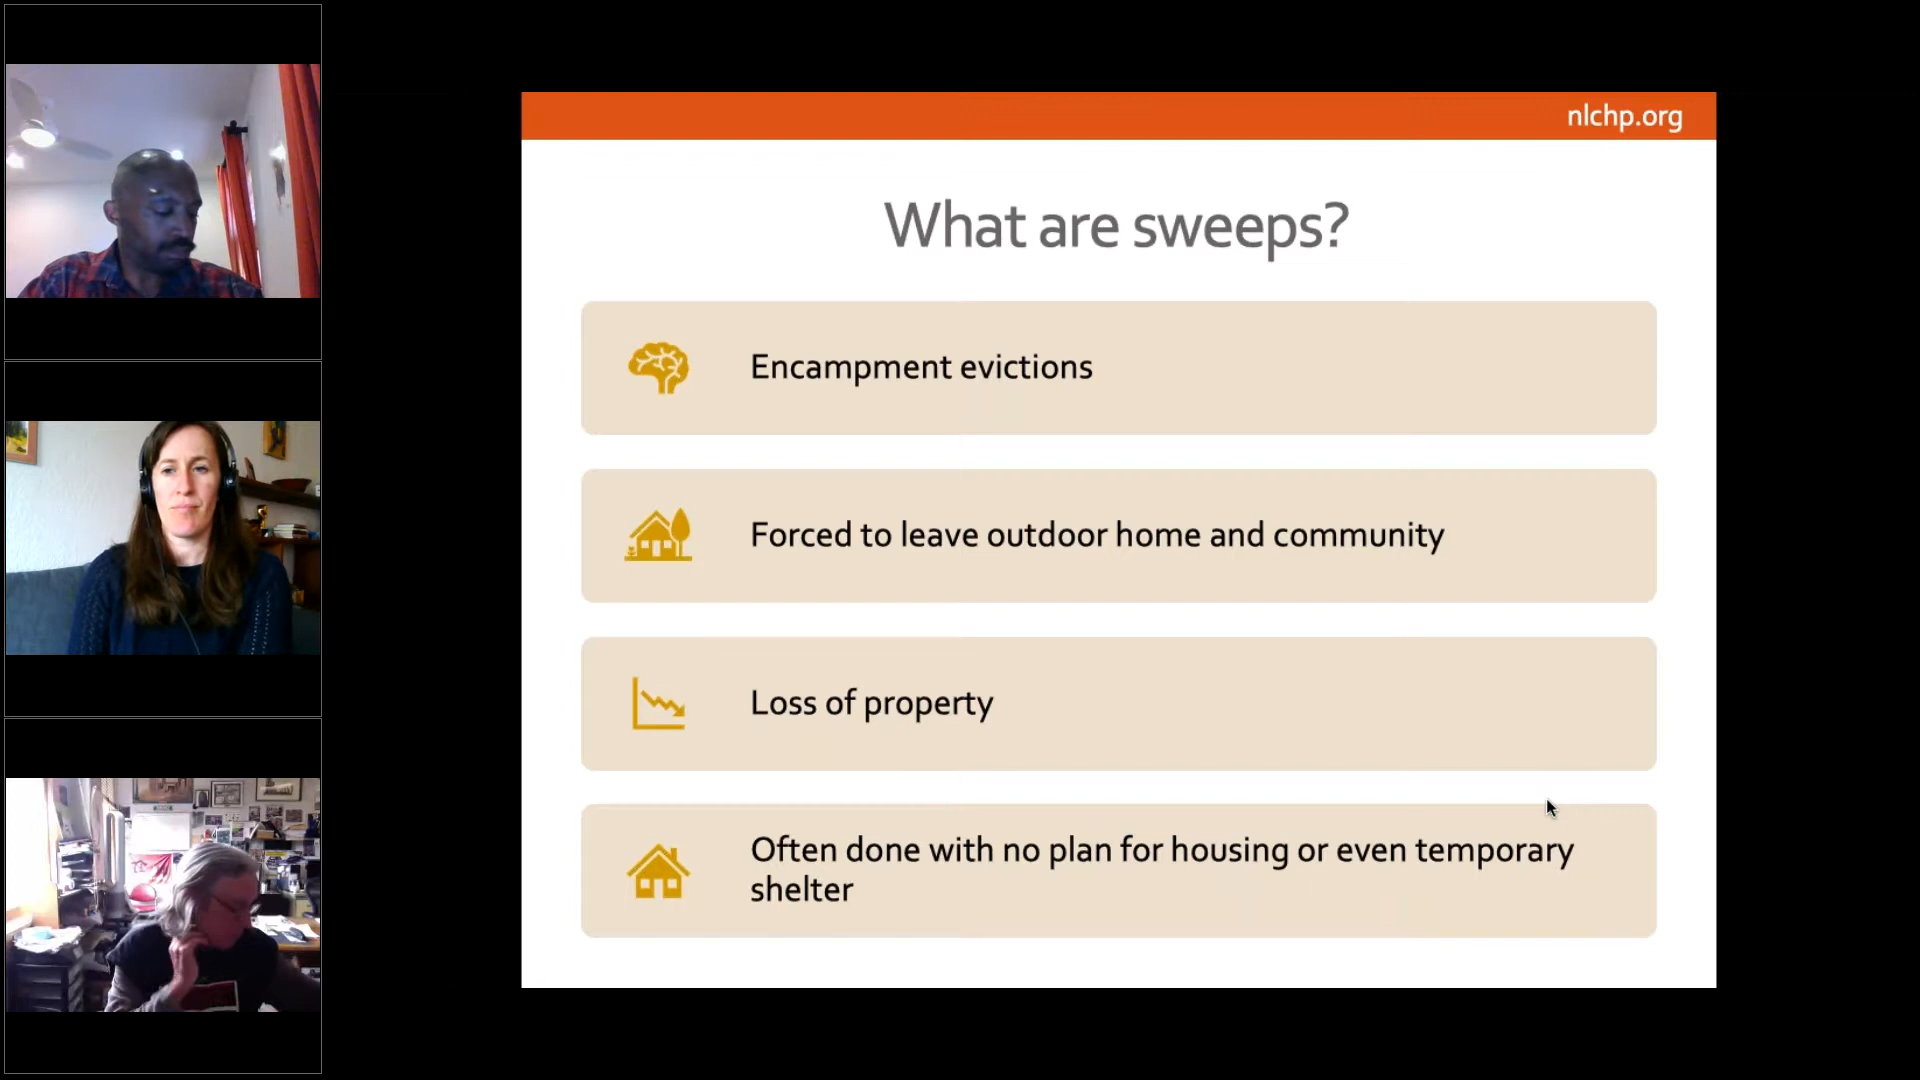 nlchp.org
What are sweeps?
Encampment evictions
Forced to leave outdoor home and community
Loss of property
Often done with no plan for housing or even temporary
shelter